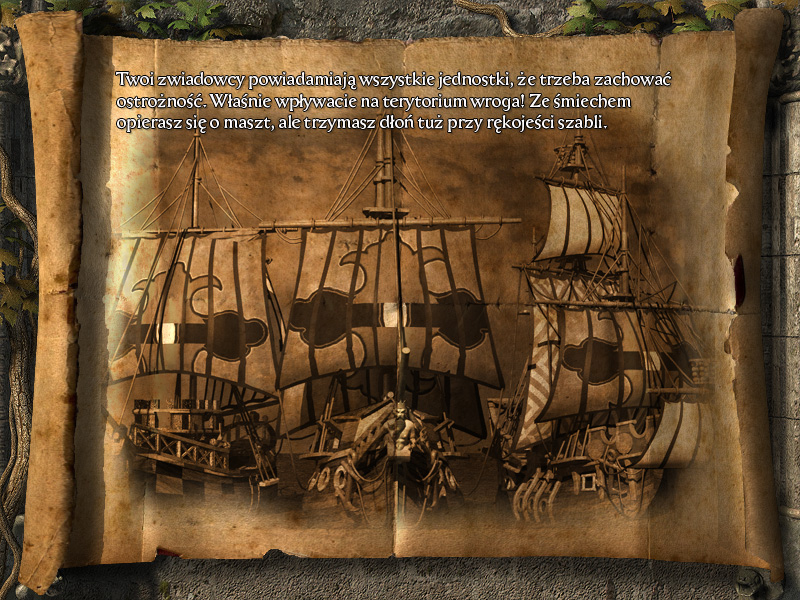 Twoi zwiadowcy powiadamiają wszystkie jednostki, że trzeba zachować
ostrożność. Właśnie wpływacie na terytorium wroga! Ze śmiechem
opierasz się o maszt, ale trzymasz dłoń tuż przy rękojeści szabli.